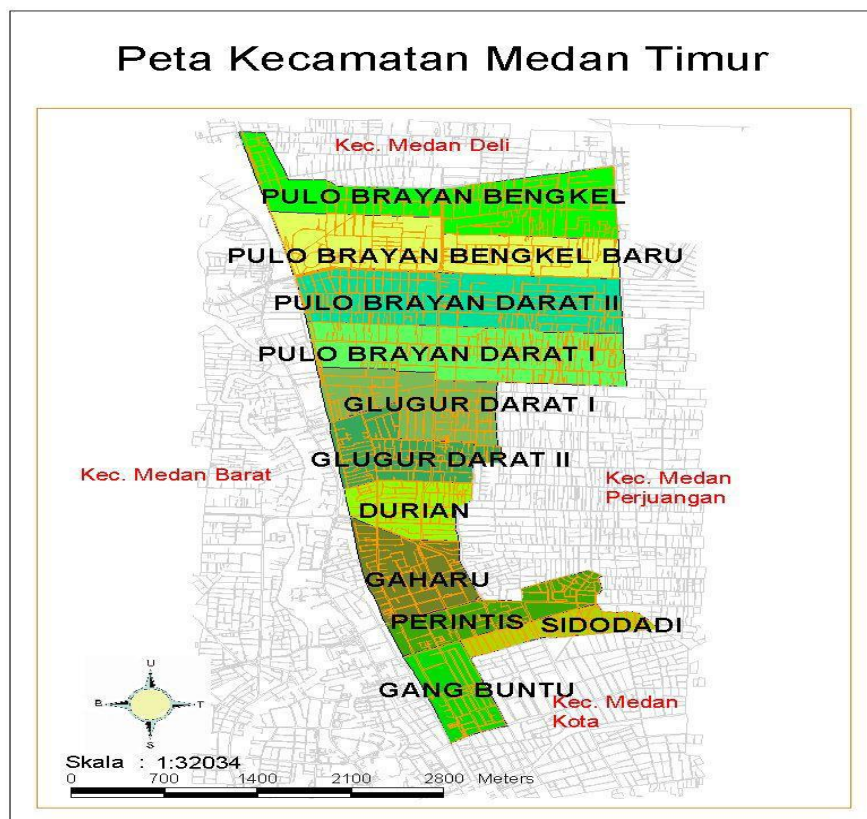 Peta Kecamatan Medan Timur
Kec. Medan Deli
PULO BRAYAN BENGKEL
PULO BRAYAN BENGKEL BARU
PULO BRAYAN DARAT II
PULO BRAYAN DARAT I
GLUGUR DARAT I
GLUGUR DARAT II
Kec. Medan Barat
Kec. Medan
Perjuangan
DURIAN
GAHARU
PERINTIS
SIDODADI
GANG BUNTU
Kec. Medan
Kota
U
B
T
S
Skala : 1:32034
0 700 1400 2100 2800 Meters